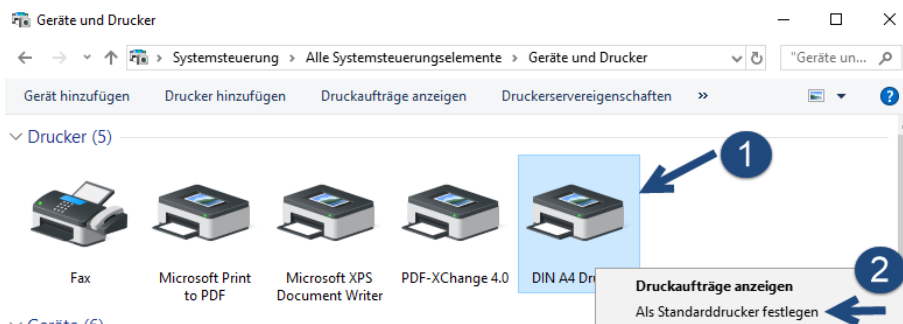 Geräte und Drucker
Systemsteuerung > Alle Systemsteuerungselemente > Geräte und Drucker
"Geräte un...
Gerät hinzufügen Drucker hinzufügen Druckaufträge anzeigen Druckerservereigenschaften » ?
Drucker (5)
1
Fax
Microsoft Print
to PDF
Microsoft XPS
Document Writer
PDF-XChange 4.0
DIN A4
2
Druckaufträge anzeigen
Als Standarddrucker festlegen
Geräte (6)